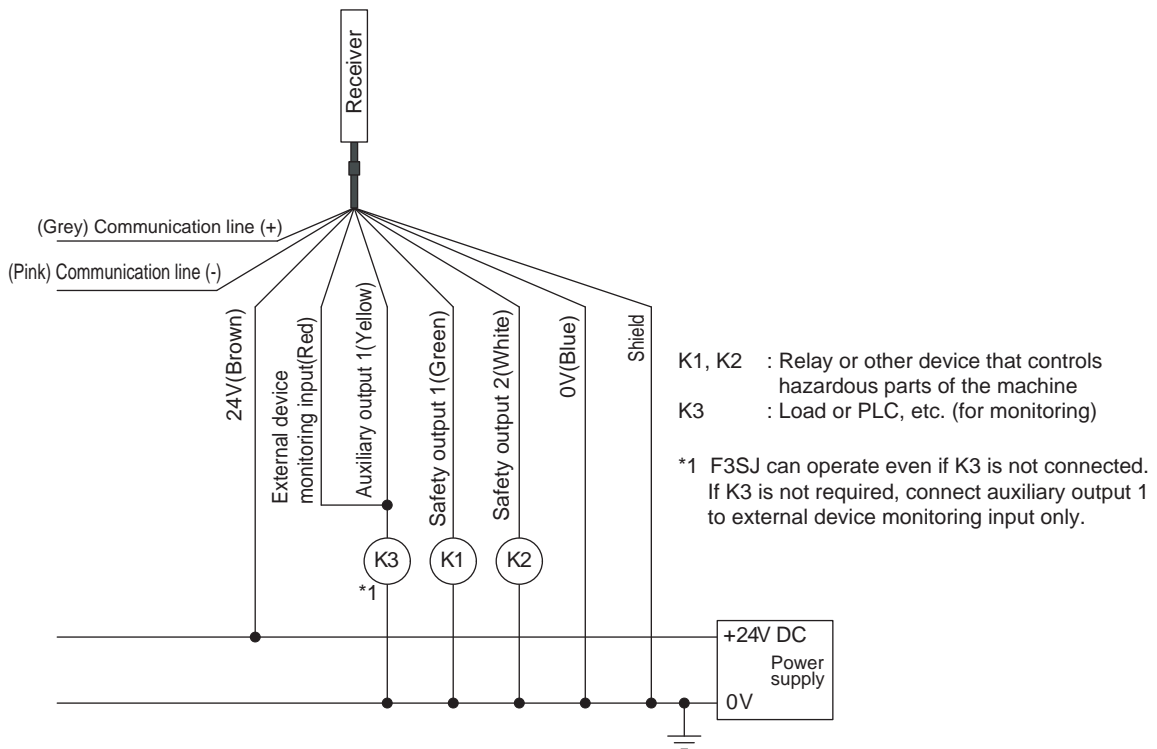 Receiver
(Grey) Communication line (+)
(Pink) Communication line (-)
24V(Brown)
External device
monitoring input(Red)
Auxiliary output 1(Yellow)
Safety output 1(Green)
Safety output 2(White)
0V(Blue)
Shield
K1, K2 : Relay or other device that controls
hazardous parts of the machine
K3 : Load or PLC, etc. (for monitoring)
*1 F3SJ can operate even if K3 is not connected.
If K3 is not required, connect auxiliary output 1
to external device monitoring input only.
K3
K1
K2
*1
+24V DC
Power
supply
0V